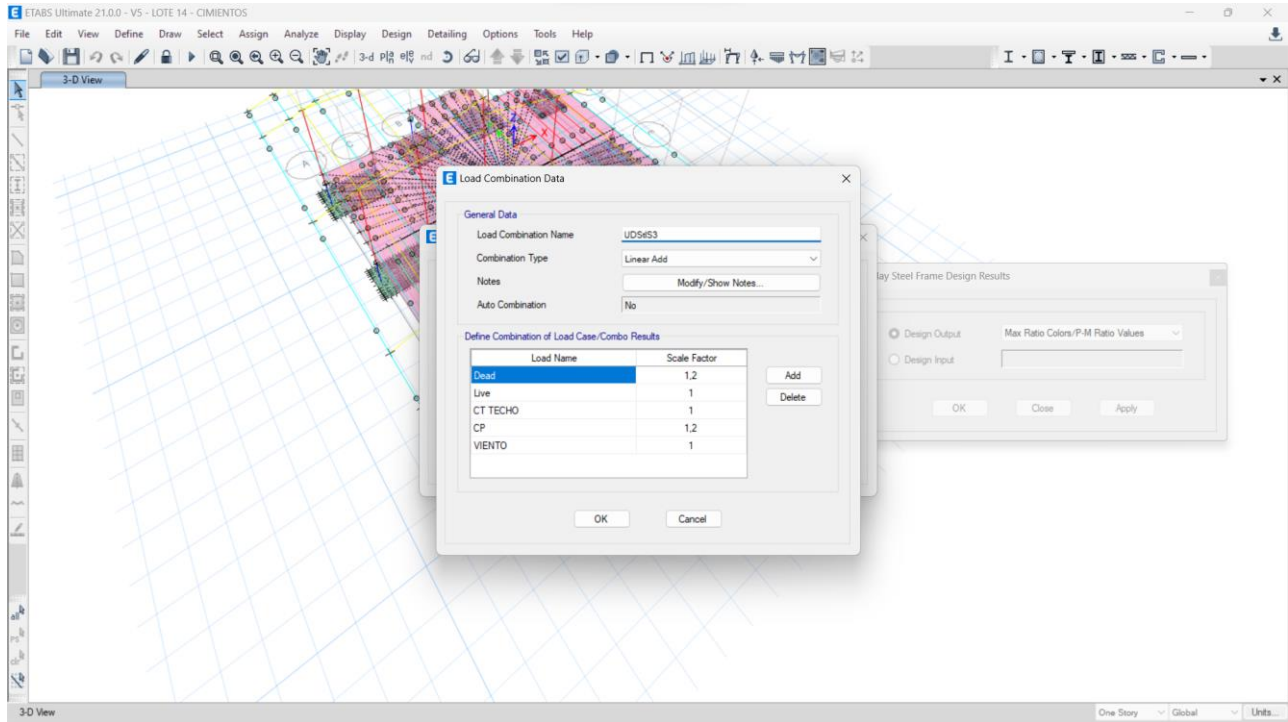 ETABS Ultimate 21.0.0 - V5 - LOTE 14 - CIMIENTOS
File Edit View Define Draw Select Assign Analyze Display Design Detailing Options Tools Help
3-d nd
3-D View
A
C
B
Z
X
Load Combination Data
General Data
Load Combination Name UDStlS3
Combination Type Linear Add
Notes Modify/Show Notes...
Auto Combination No
Define Combination of Load Case/Combo Results
Load Name Scale Factor
Dead 1,2
Live 1
CT TECHO 1
CP 1,2
VIENTO 1
Add
Delete
OK Cancel
lay Steel Frame Design Results
Design Output Max Ratio Colors/P-M Ratio Values
Design Input
OK Close Apply
all
ps
clr
3-D View One Story Global Units...